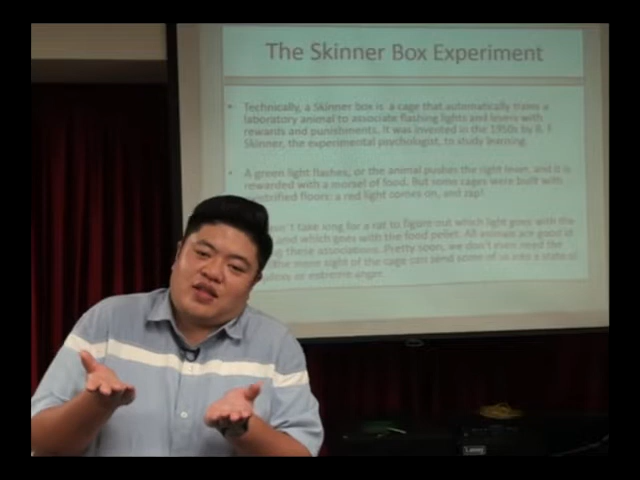 The Skinner Box Experiment
• Technically, a Skinner box is a cage that automatically trains a
laboratory animal to associate flashing lights and levers with
rewards and punishments. It was invented in the 1950s by B. F
Skinner, the experimental psychologist, to study learning.
• A green light flashes, or the animal pushes the right lever, and it is
rewarded with a morsel of food. But some cages were built with
electrified floors: a red light comes on, and zap!
take long for a rat to figure out which light goes with the
and which goes with the food pellet. All animals are good at
these associations. Pretty soon, we don't even need the
mere sight of the cage can send some of us into a state of
or extreme anger.